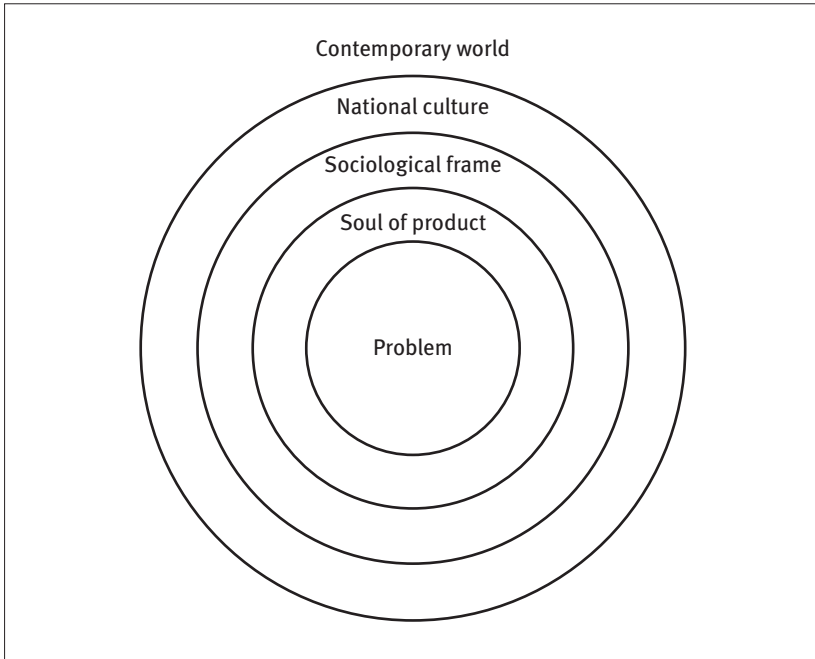 Contemporary world
National culture
Sociological frame
Soul of product
Problem